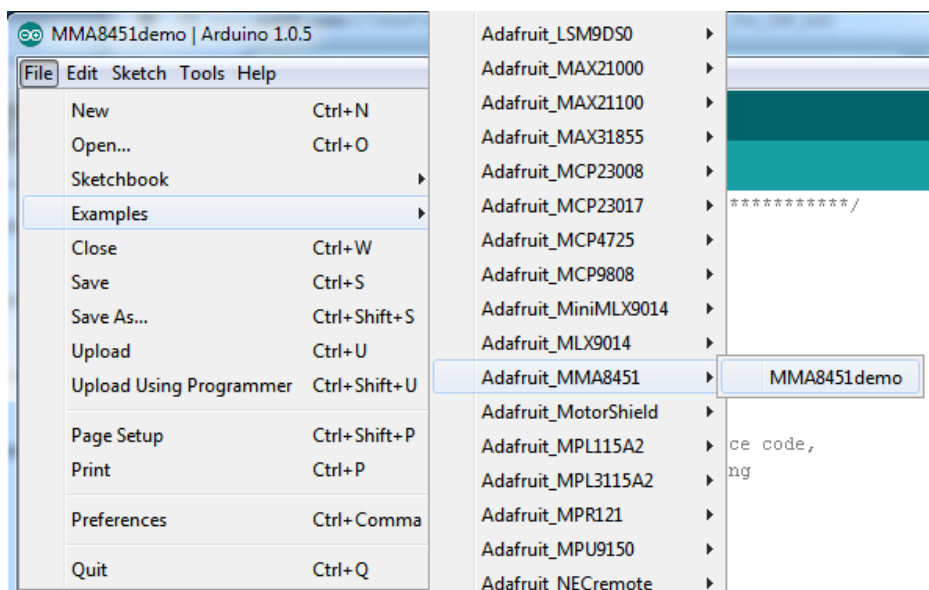 MMA8451demo | Arduino 1.0.5
File Edit Sketch Tools Help
New Ctrl+N
Open... Ctrl+O
Sketchbook
Examples
Close Ctrl+W
Save Ctrl+S
Save As... Ctrl+Shift+S
Upload Ctrl+U
Upload Using Programmer Ctrl+Shift+U
Page Setup Ctrl+Shift+P
Print Ctrl+P
Preferences Ctrl+Comma
Quit Ctrl+Q
Adafruit_LSM9DS0
Adafruit_MAX21000
Adafruit_MAX21100
Adafruit_MAX31855
Adafruit_MCP23008
Adafruit_MCP23017
Adafruit_MCP4725
Adafruit_MCP9808
Adafruit_MiniMLX9014
Adafruit_MLX9014
Adafruit_MMA8451
Adafruit_MotorShield
Adafruit_MPL115A2
Adafruit_MPL3115A2
Adafruit_MPR121
Adafruit_MPU9150
Adafruit_NECremote
MMA8451demo
***********/
ce code,
ng